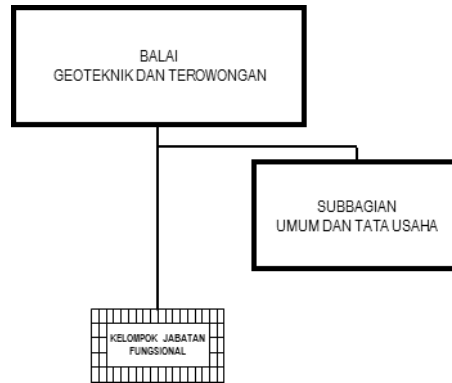 BALAI
GEOTEKNIK DAN TEROWONGAN
SUBBAGIAN
UMUM DAN TATA USAHA
KELOMPOK JABATAN
FUNGSIONAL